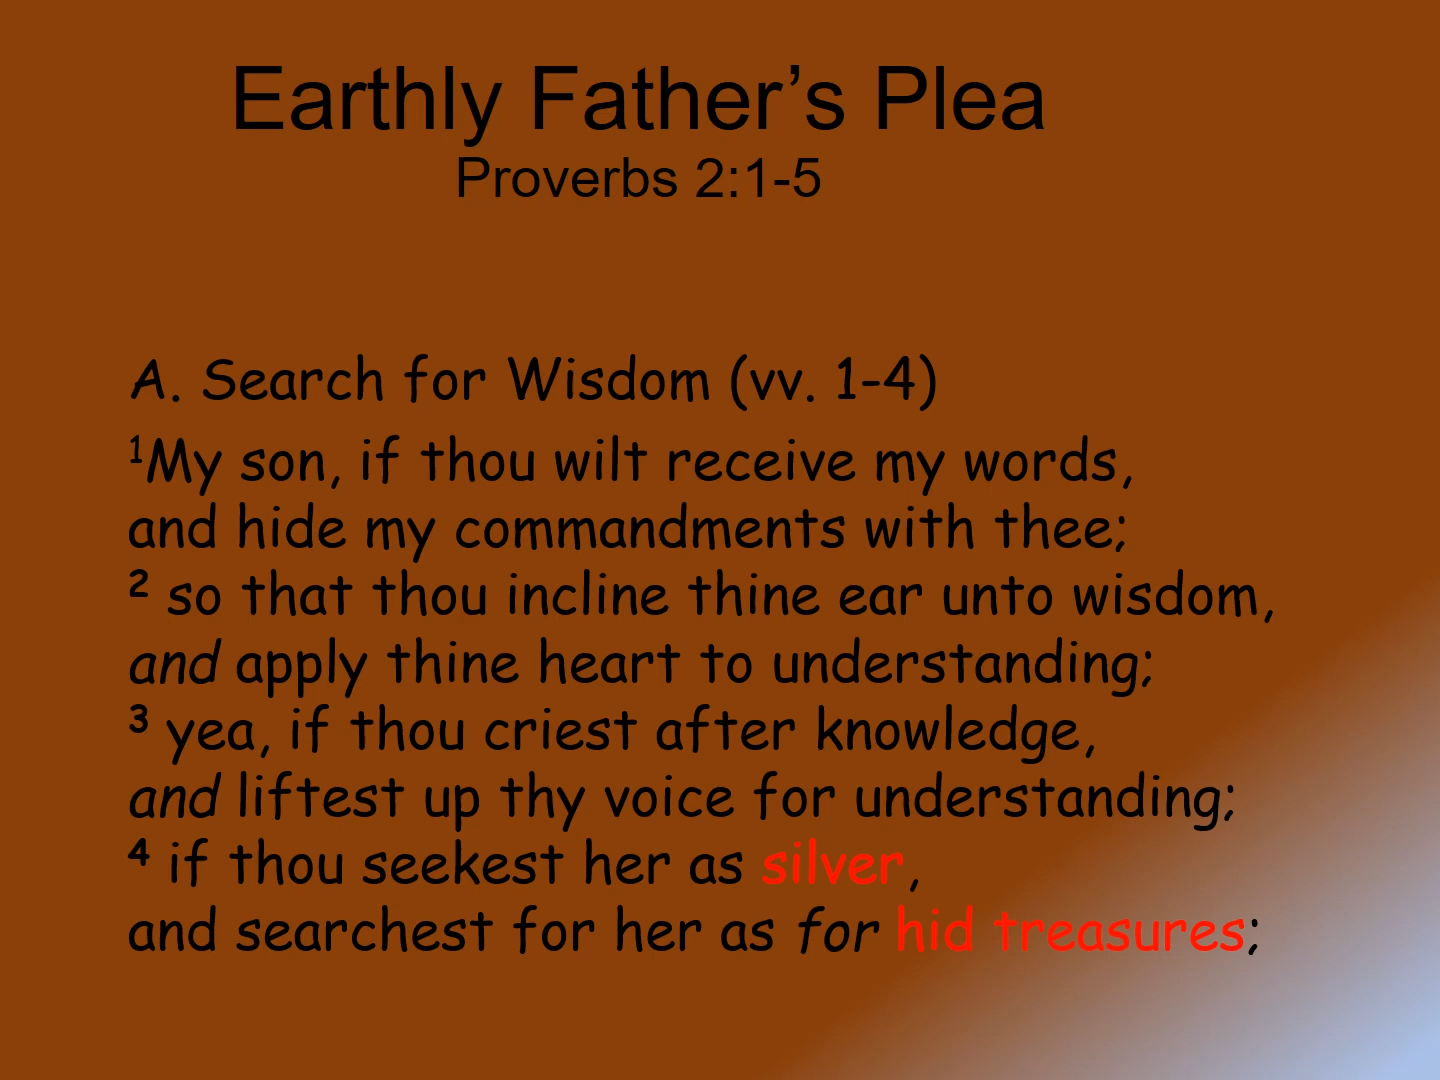 Earthly Father’s Plea
Proverbs 2:1-5
A. Search for Wisdom (vv. 1-4)
¹My son, if thou wilt receive my words,
and hide my commandments with thee;
² so that thou incline thine ear unto wisdom,
and apply thine heart to understanding;
³ yea, if thou criest after knowledge,
and liftest up thy voice for understanding;
⁴ if thou seekest her as silver,
and searchest for her as for hid treasures;